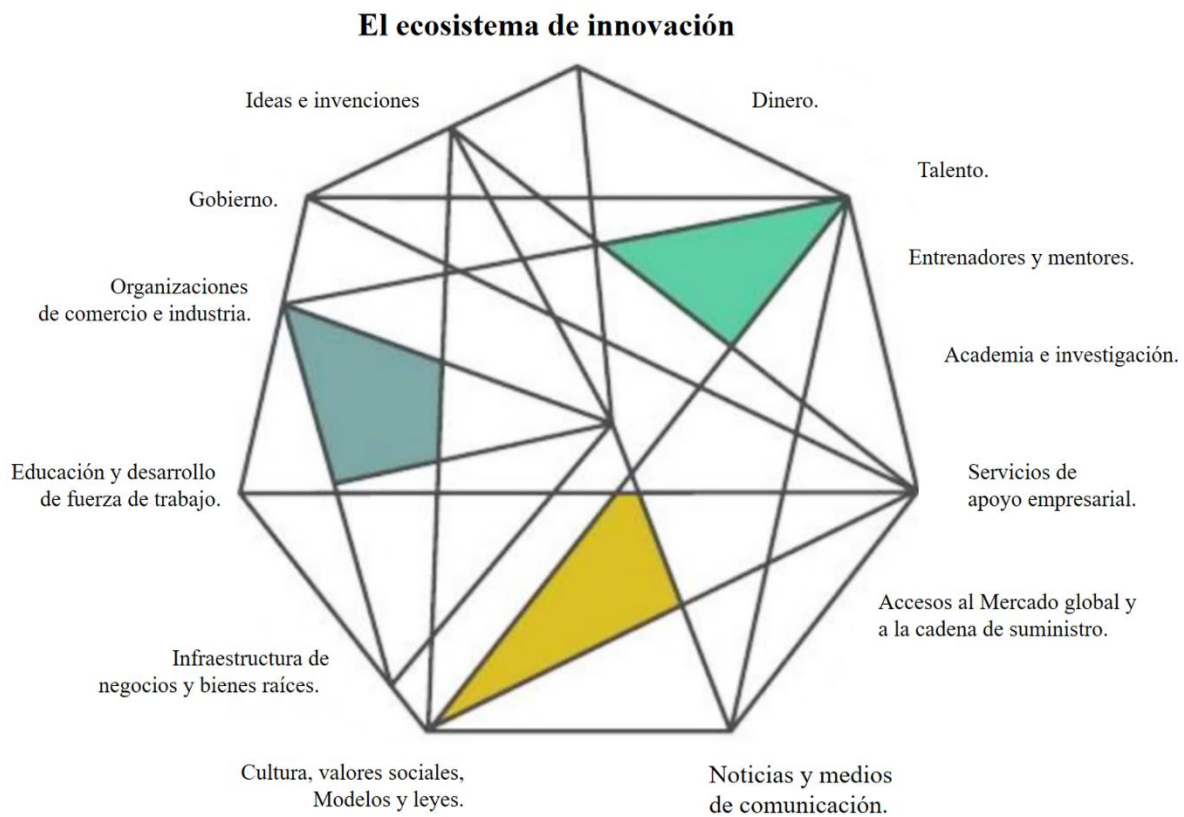 El ecosistema de innovación
Ideas e invenciones
Dinero.
Talento.
Gobierno.
Entrenadores y mentores.
Organizaciones
de comercio e industria.
Academia e investigación.
Educación y desarrollo
de fuerza de trabajo.
Servicios de
apoyo empresarial.
Accesos al Mercado global y
a la cadena de suministro.
Infraestructura de
negocios y bienes raíces.
Cultura, valores sociales,
Modelos y leyes.
Noticias y medios
de comunicación.